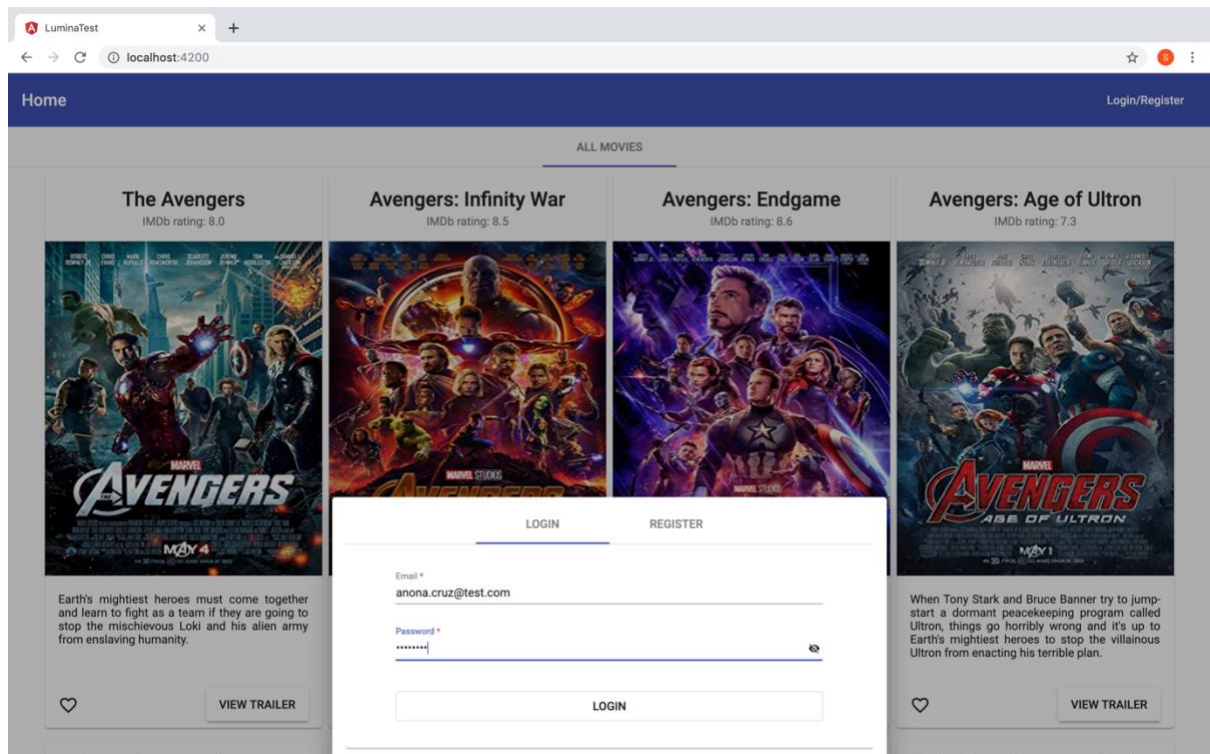 LuminaTest
localhost:4200
S
Home
Login/Register
ALL MOVIES
The Avengers
IMDb rating: 8.0
Avengers: Infinity War
IMDb rating: 8.5
Avengers: Endgame
IMDb rating: 8.6
Avengers: Age of Ultron
IMDb rating: 7.3
MARVEL
THE AVENGERS
MAY 4
MARVEL STUDIOS
MARVEL STUDIOS
MARVEL
AVENGERS
AGE OF ULTRON
MAY 1
LOGIN
REGISTER
Email *
anona.cruz@test.com
Password *
••••••••
LOGIN
Earth's mightiest heroes must come together
and learn to fight as a team if they are going to
stop the mischievous Loki and his alien army
from enslaving humanity.
VIEW TRAILER
When Tony Stark and Bruce Banner try to jump-
start a dormant peacekeeping program called
Ultron, things go horribly wrong and it's up to
Earth's mightiest heroes to stop the villainous
Ultron from enacting his terrible plan.
VIEW TRAILER